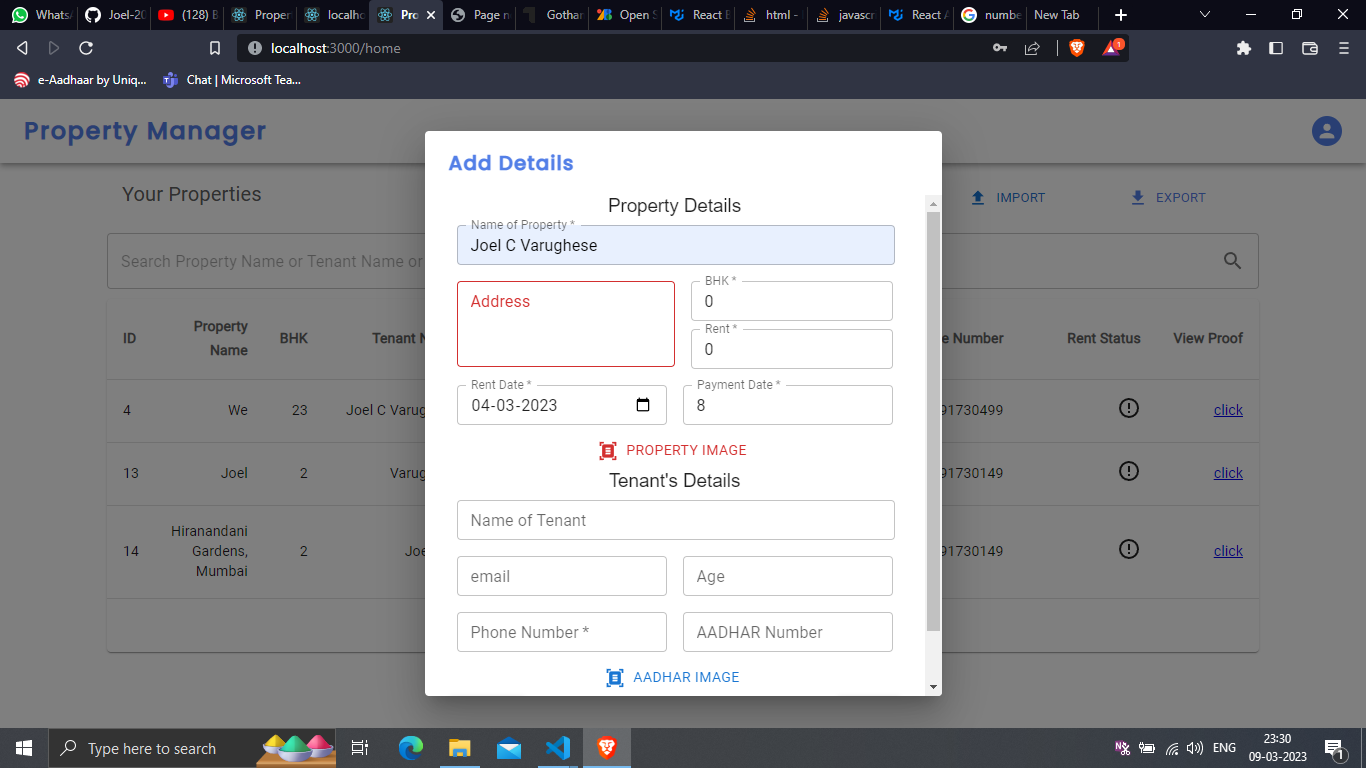 WhatsA
Joel-20
(128) B
Propert
localho
Pro
Page n
Gothar
Open S
React B
html -
javascr
React A
numbe
New Tab
localhost:3000/home
1
e-Aadhaar by Uniq...
Chat | Microsoft Tea...
Property Manager
Add Details
Your Properties
IMPORT
EXPORT
Property Details
Name of Property *
Joel C Varughese
Search Property Name or Tenant Name or
Address
BHK *
0
Rent *
0
ID
Property Name
BHK
Tenant N
e Number
Rent Status
View Proof
Rent Date *
04-03-2023
Payment Date *
8
4
We
23
Joel C Varug
91730499
click
PROPERTY IMAGE
13
Joel
2
Varug
91730149
click
Tenant's Details
Name of Tenant
14
Hiranandani Gardens, Mumbai
2
Joe
91730149
click
email
Age
Phone Number *
AADHAR Number
AADHAR IMAGE
Type here to search
ENG
23:30
09-03-2023
1